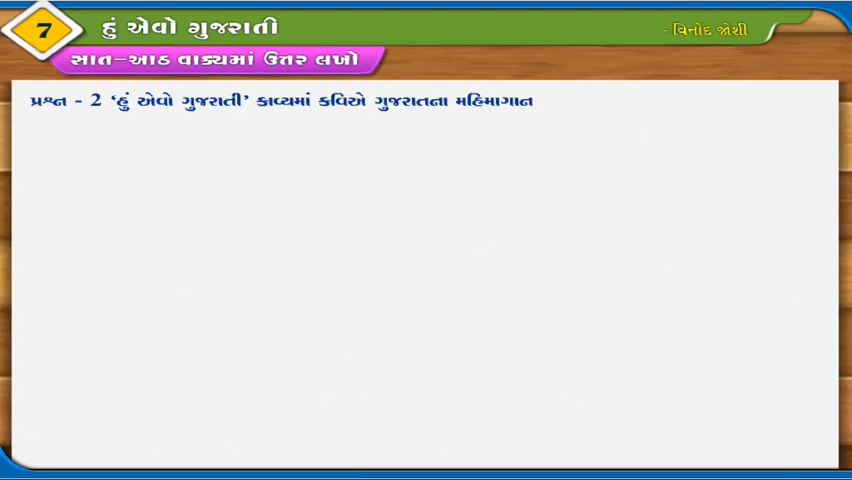 7
હું એવો ગુજરાતી
- વિનોદ જોશી
સાત-આઠ વાક્યમાં ઉત્તર લખો
પ્રશ્ન - 2 ‘હું એવો ગુજરાતી’ કાવ્યમાં કવિએ ગુજરાતના મહિમાગાન